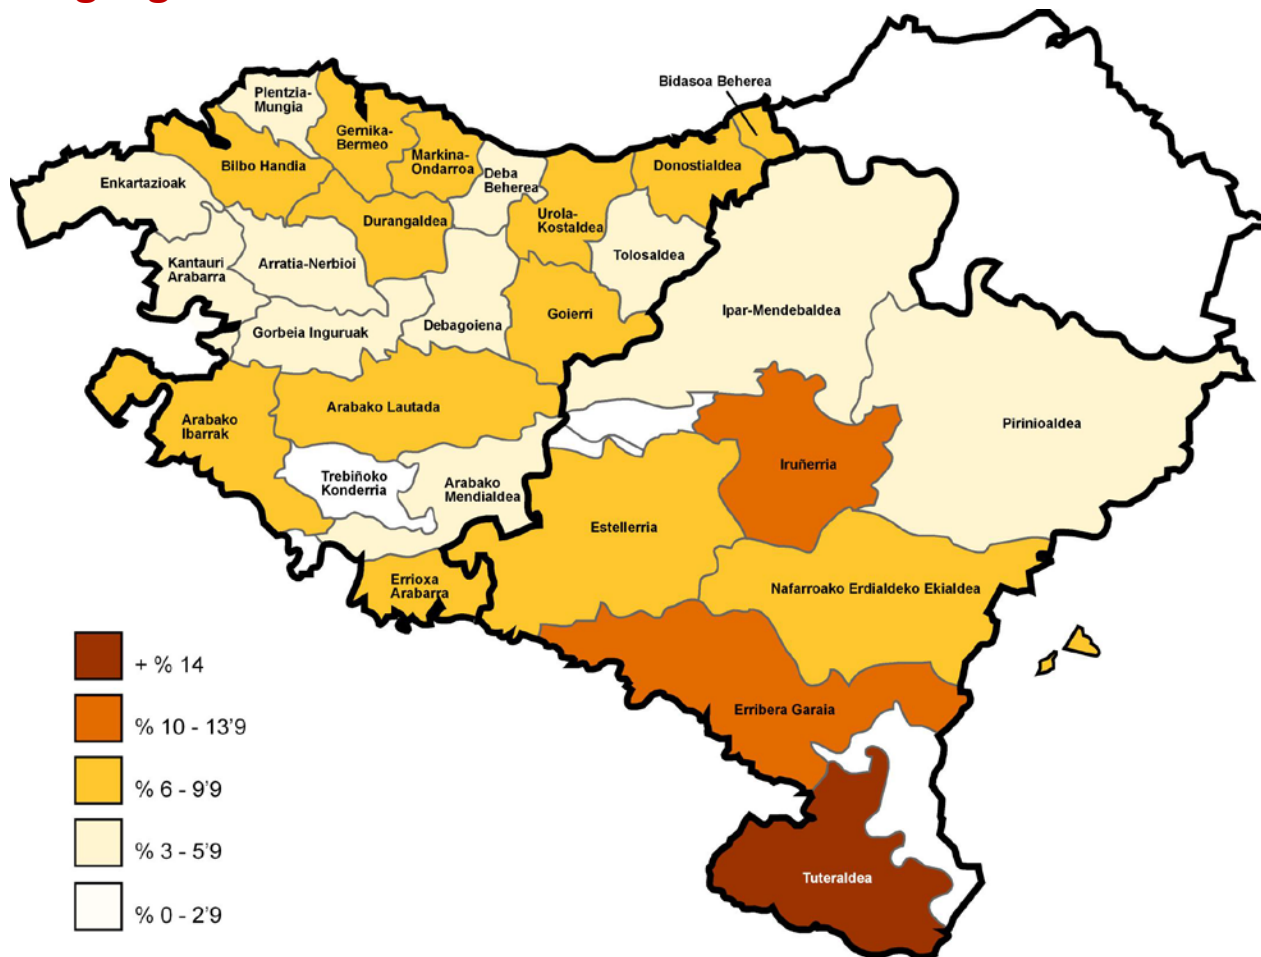 Bidasoa Beherea
Plentzia-
Mungia
Gernika-
Bermeo
Markina-
Ondarroa
Bilbo Handia
Donostialdea
Deba
Beherea
Enkartazioak
Durangaldea
Urola-
Kostaldea
Tolosaldea
Kantauri
Arabarra
Arratia-Nerbioi
Gorbeia Inguruak
Debagoiena
Goierri
Ipar-Mendebaldea
Arabako Lautada
Arabako
Ibarrak
Pirinioaldea
Iruñerria
Trebiñoko
Konderria
Arabako
Mendialdea
Estellerria
Errioxa
Arabarra
Nafarroako Erdialdeko Ekialdea
Erribera Garaia
Tuteraldea
+ % 14
% 10 - 13'9
% 6 - 9'9
% 3 - 5'9
% 0 - 2'9